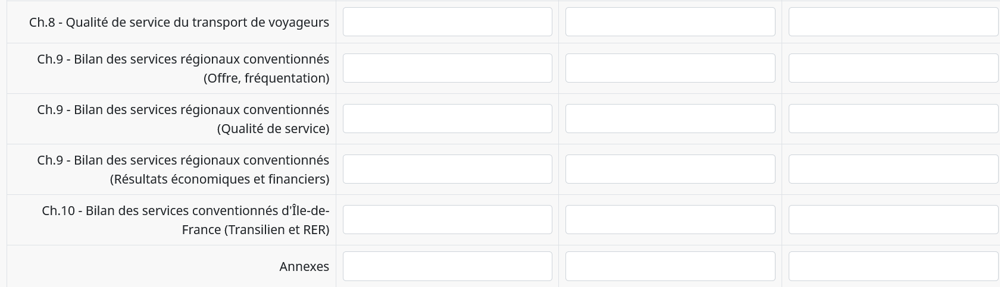 Ch.8 - Qualité de service du transport de voyageurs
Ch.9 - Bilan des services régionaux conventionnés
(Offre, fréquentation)
Ch.9 - Bilan des services régionaux conventionnés
(Qualité de service)
Ch.9 - Bilan des services régionaux conventionnés
(Résultats économiques et financiers)
Ch.10 - Bilan des services conventionnés d'Île-de-
France (Transilien et RER)
Annexes